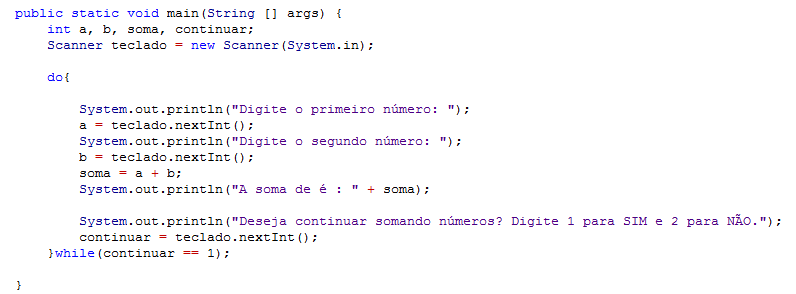 public static void main(String [] args) {
int a, b, soma, continuar;
Scanner teclado = new Scanner(System.in);
do{
System.out.println("Digite o primeiro número: ");
a = teclado.nextInt();
System.out.println("Digite o segundo número: ");
b = teclado.nextInt();
soma = a + b;
System.out.println("A soma de é : " + soma);
System.out.println("Deseja continuar somando números? Digite 1 para SIM e 2 para NÃO.");
continuar = teclado.nextInt();
}while(continuar == 1);
}